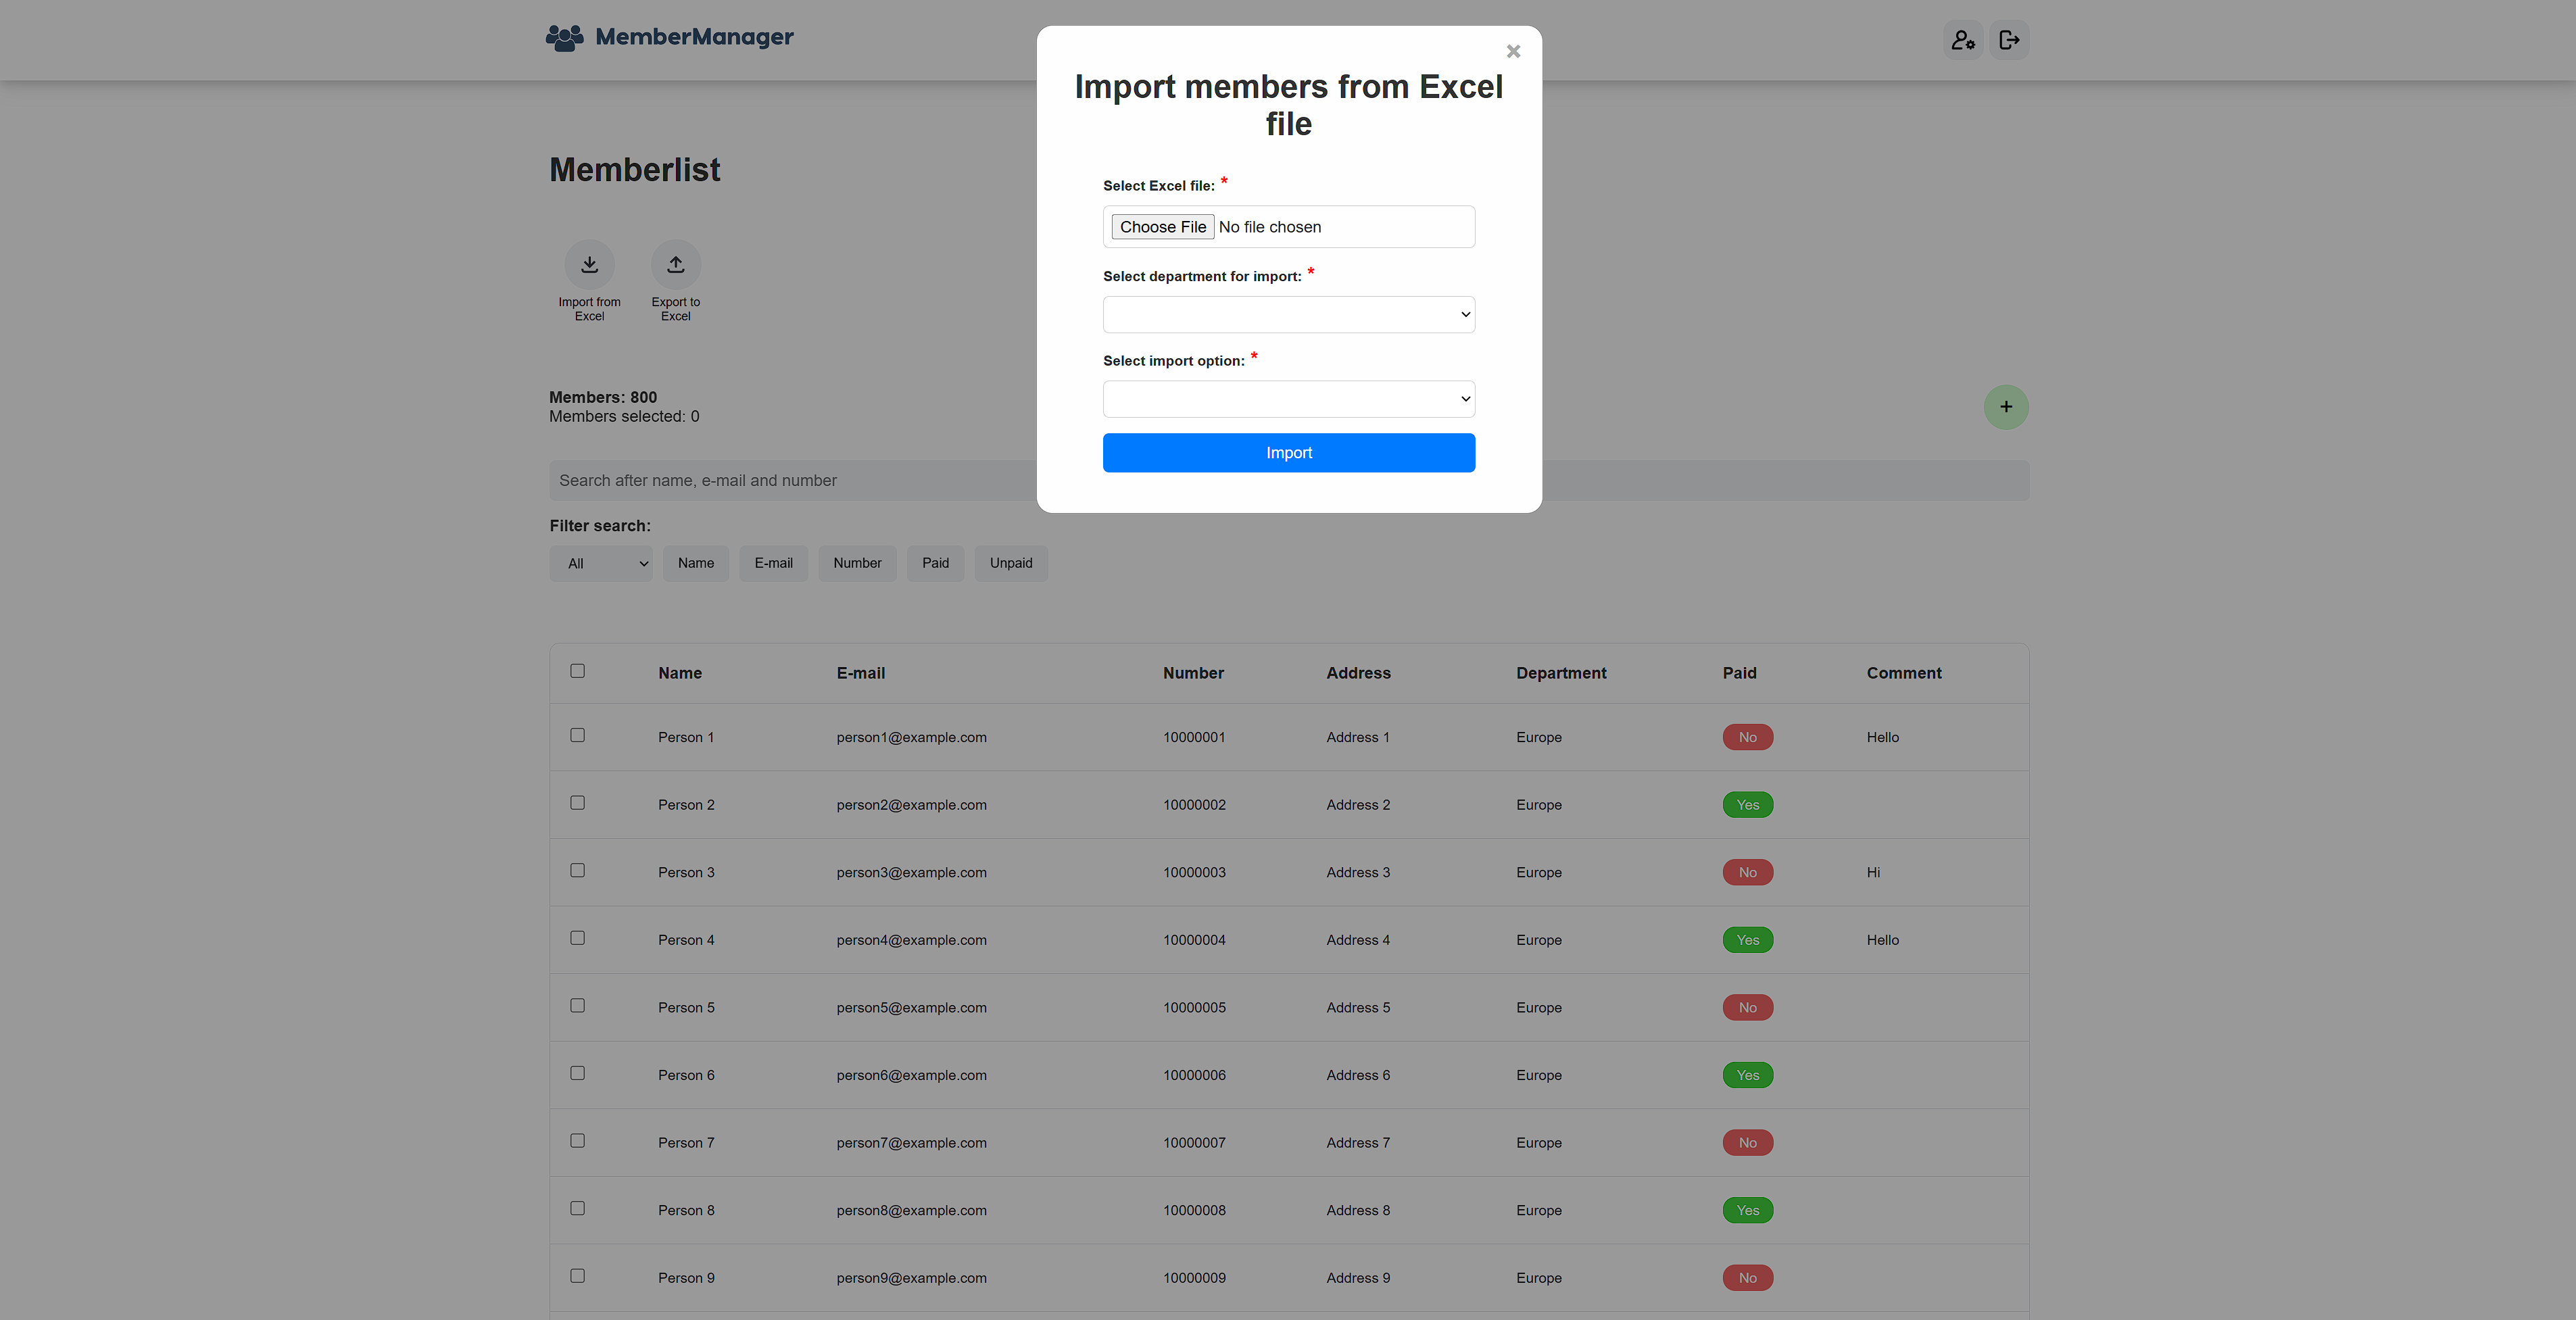 MemberManager
Import members from Excel
file
Select Excel file: *
Choose File No file chosen
Select department for import: *
Select import option: *
Import
Memberlist
Import from
Excel
Export to
Excel
Members: 800
Members selected: 0
Search after name, e-mail and number
Filter search:
All Name E-mail Number Paid Unpaid
Name E-mail Number Address Department Paid Comment
Person 1 person1@example.com 10000001 Address 1 Europe No Hello
Person 2 person2@example.com 10000002 Address 2 Europe Yes
Person 3 person3@example.com 10000003 Address 3 Europe No Hi
Person 4 person4@example.com 10000004 Address 4 Europe Yes Hello
Person 5 person5@example.com 10000005 Address 5 Europe No
Person 6 person6@example.com 10000006 Address 6 Europe Yes
Person 7 person7@example.com 10000007 Address 7 Europe No
Person 8 person8@example.com 10000008 Address 8 Europe Yes
Person 9 person9@example.com 10000009 Address 9 Europe No